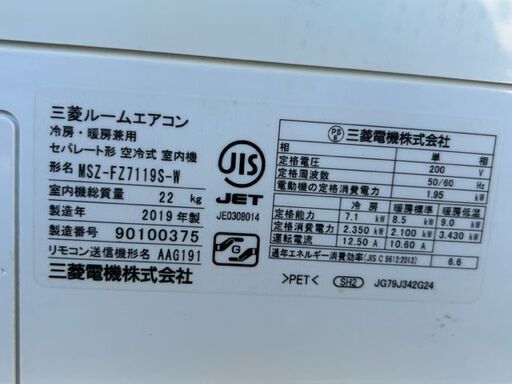 三菱ルームエアコン
冷房・暖房兼用
セパレート形 空冷式 室内機
形名 MSZ-FZ7119S-W
室内機総質量 22 kg
製造年 2019 年
製造番号 90100375
リモコン送信機形名 AAG191
三菱電機株式会社
JIS
JET
JE0308014
G
PS
E
三菱電機株式会社
相 単 相
定格電圧 200 V
定格周波数 50/60 Hz
電動機の定格消費電力 1.95 kW
冷 房 暖房標準 暖房低温
定格能力 7.1 kW 8.5 kW 9.0 kW
定格消費電力 2.350 kW 2.100 kW 3.430 kW
運転電流 12.50 A 10.60 A
通年エネルギー消費効率(JIS C 9612:2013) 6.6
>PET< SH2 JG79J342G24